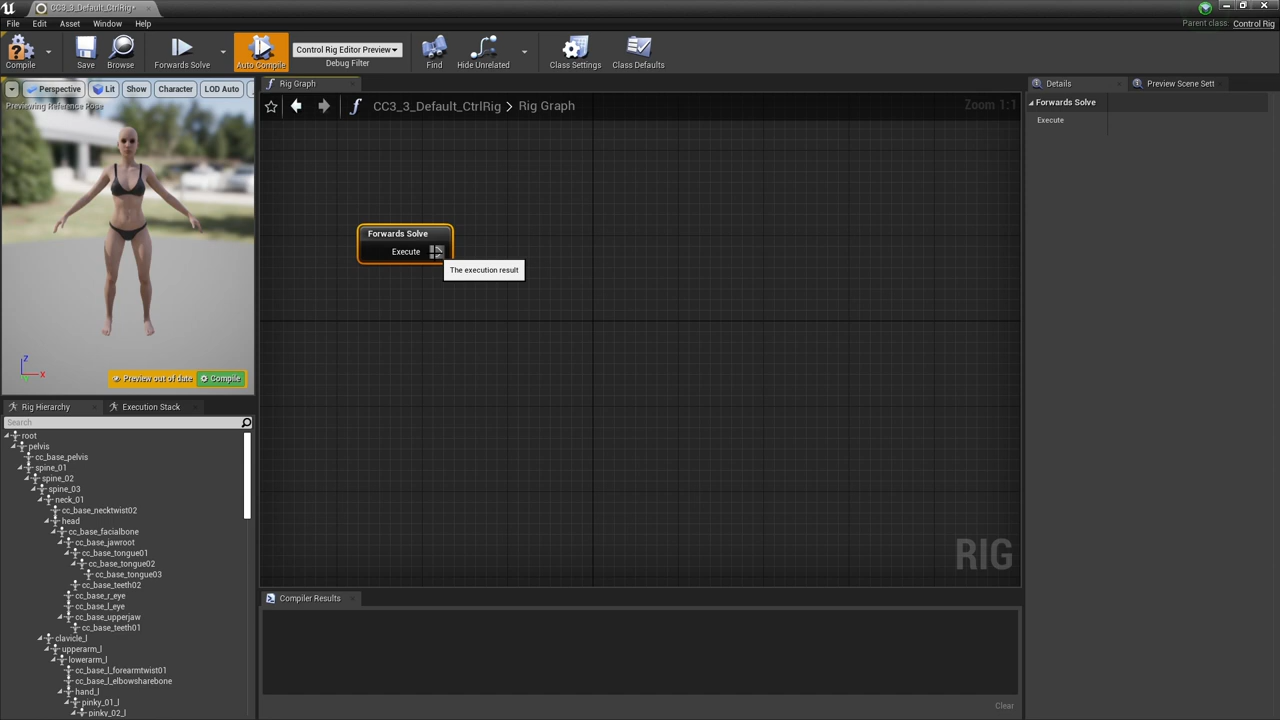 CC3_3_Default_CtrlRig*
File Edit Asset Window Help
Parent class: Control Rig
Compile
Save
Browse
Forwards Solve
Auto Compile
Control Rig Editor Preview
Debug Filter
Find
Hide Unrelated
Class Settings
Class Defaults
Perspective
Lit
Show
Character
LOD Auto
Previewing Reference Pose
Z
X
Preview out of date
Compile
Rig Graph
CC3_3_Default_CtrlRig > Rig Graph
Zoom 1:1
Forwards Solve
Execute
The execution result
RIG
Compiler Results
Clear
Details
Preview Scene Sett
Forwards Solve
Execute
Rig Hierarchy
Execution Stack
Search
root
pelvis
cc_base_pelvis
spine_01
spine_02
spine_03
neck_01
cc_base_necktwist02
head
cc_base_facialbone
cc_base_jawroot
cc_base_tongue01
cc_base_tongue02
cc_base_tongue03
cc_base_teeth02
cc_base_r_eye
cc_base_l_eye
cc_base_upperjaw
cc_base_teeth01
clavicle_l
upperarm_l
lowerarm_l
cc_base_l_forearmtwist01
cc_base_l_elbowsharebone
hand_l
pinky_01_l
pinky_02_l